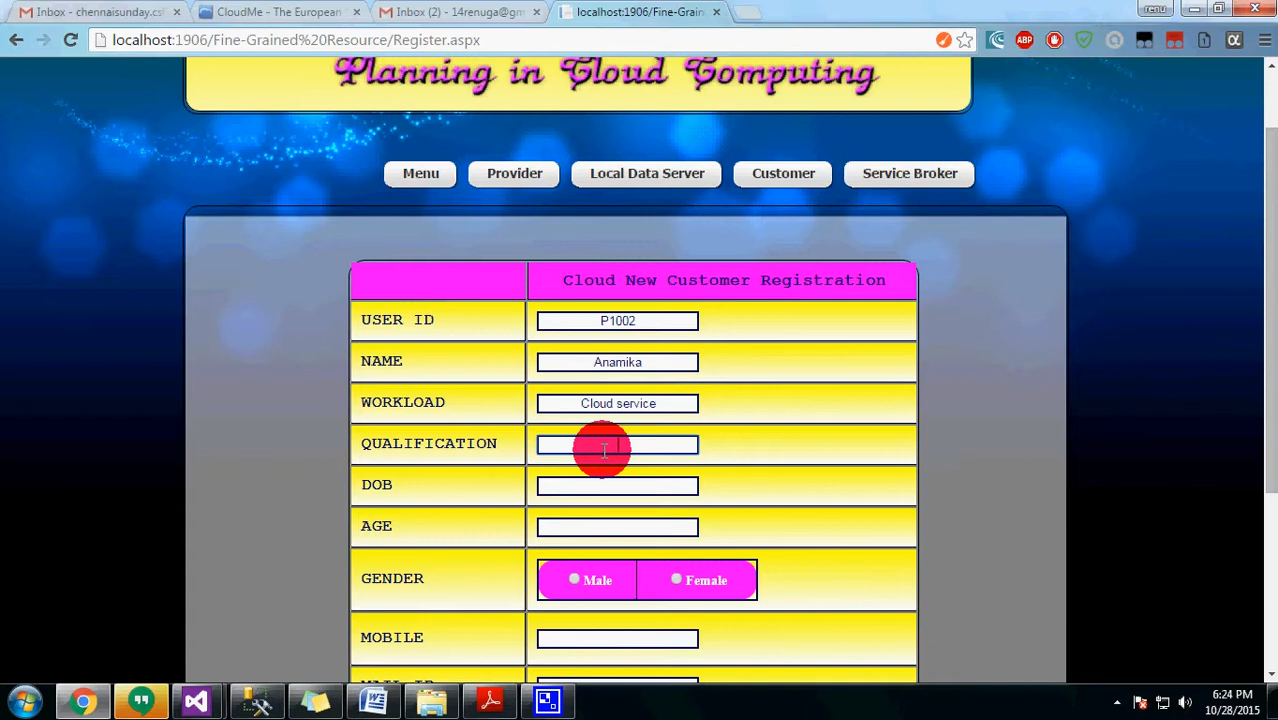 Inbox - chennaisunday.cs
CloudMe - The European
Inbox (2) - 14renuga@gm
localhost:1906/Fine-Grain
renu
localhost:1906/Fine-Grained%20Resource/Register.aspx
Planning in Cloud Computing
Menu
Provider
Local Data Server
Customer
Service Broker
Cloud New Customer Registration
USER ID P1002
NAME Anamika
WORKLOAD Cloud service
QUALIFICATION
DOB
AGE
GENDER Male Female
MOBILE
MAIL ID
6:24 PM
10/28/2015